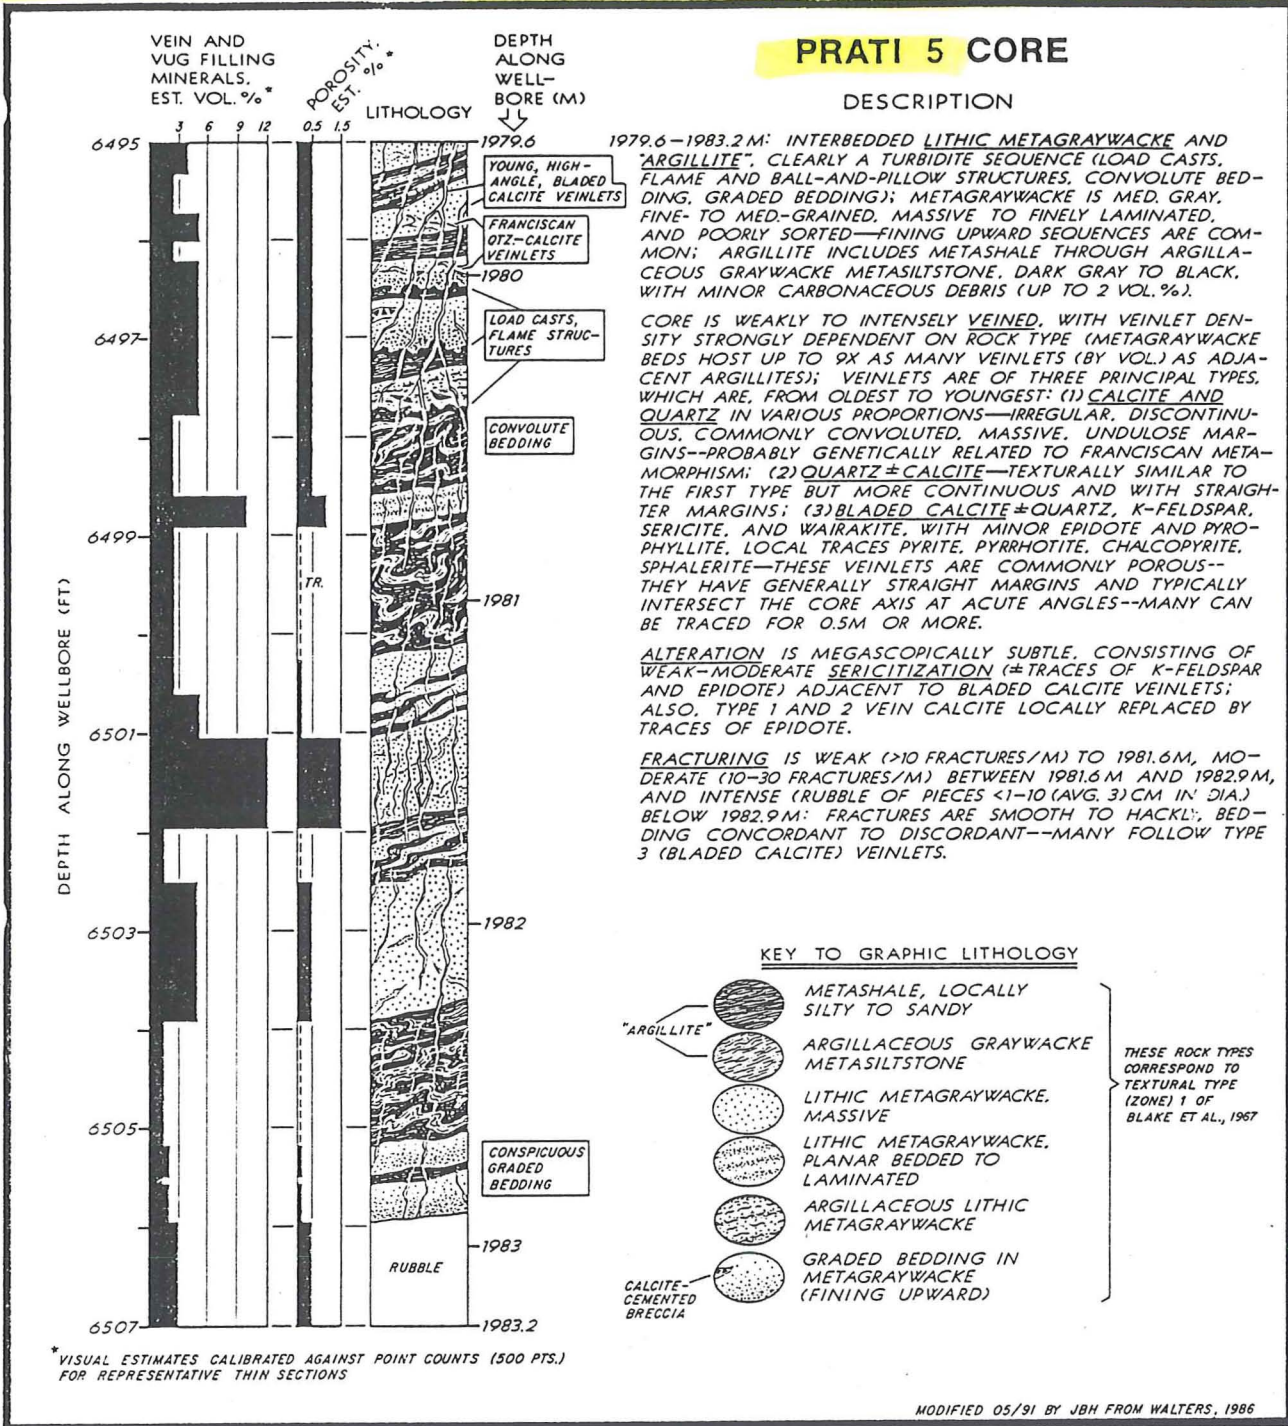 PRATI 5 CORE
VEIN AND
VUG FILLING
MINERALS,
EST. VOL. %*
3 6 9 12
POROSITY,
EST. %*
0.5 1.5
LITHOLOGY
DEPTH
ALONG
WELL-
BORE (M)
DEPTH ALONG WELLBORE (FT)
6495
6497
6499
6501
6503
6505
6507
TR.
1979.6
1980
1981
1982
1983
1983.2
YOUNG, HIGH-
ANGLE, BLADED
CALCITE VEINLETS
FRANCISCAN
QTZ.-CALCITE
VEINLETS
LOAD CASTS,
FLAME STRUC-
TURES
CONVOLUTE
BEDDING
CONSPICUOUS
GRADED
BEDDING
RUBBLE
*VISUAL ESTIMATES CALIBRATED AGAINST POINT COUNTS (500 PTS.)
FOR REPRESENTATIVE THIN SECTIONS
DESCRIPTION
1979.6-1983.2 M: INTERBEDDED LITHIC METAGRAYWACKE AND
"ARGILLITE", CLEARLY A TURBIDITE SEQUENCE (LOAD CASTS,
FLAME AND BALL-AND-PILLOW STRUCTURES, CONVOLUTE BED-
DING, GRADED BEDDING); METAGRAYWACKE IS MED. GRAY,
FINE- TO MED.-GRAINED, MASSIVE TO FINELY LAMINATED,
AND POORLY SORTED—FINING UPWARD SEQUENCES ARE COM-
MON; ARGILLITE INCLUDES METASHALE THROUGH ARGILLA-
CEOUS GRAYWACKE METASILTSTONE, DARK GRAY TO BLACK,
WITH MINOR CARBONACEOUS DEBRIS (UP TO 2 VOL.%).
CORE IS WEAKLY TO INTENSELY VEINED, WITH VEINLET DEN-
SITY STRONGLY DEPENDENT ON ROCK TYPE (METAGRAYWACKE
BEDS HOST UP TO 9X AS MANY VEINLETS (BY VOL.) AS ADJA-
CENT ARGILLITES); VEINLETS ARE OF THREE PRINCIPAL TYPES,
WHICH ARE, FROM OLDEST TO YOUNGEST: (1) CALCITE AND
QUARTZ IN VARIOUS PROPORTIONS—IRREGULAR, DISCONTINU-
OUS, COMMONLY CONVOLUTED, MASSIVE, UNDULOSE MAR-
GINS--PROBABLY GENETICALLY RELATED TO FRANCISCAN META-
MORPHISM; (2) QUARTZ ± CALCITE—TEXTURALLY SIMILAR TO
THE FIRST TYPE BUT MORE CONTINUOUS AND WITH STRAIGH-
TER MARGINS; (3) BLADED CALCITE ± QUARTZ, K-FELDSPAR,
SERICITE, AND WAIRAKITE, WITH MINOR EPIDOTE AND PYRO-
PHYLLITE, LOCAL TRACES PYRITE, PYRRHOTITE, CHALCOPYRITE,
SPHALERITE—THESE VEINLETS ARE COMMONLY POROUS--
THEY HAVE GENERALLY STRAIGHT MARGINS AND TYPICALLY
INTERSECT THE CORE AXIS AT ACUTE ANGLES--MANY CAN
BE TRACED FOR 0.5M OR MORE.
ALTERATION IS MEGASCOPICALLY SUBTLE, CONSISTING OF
WEAK-MODERATE SERICITIZATION (± TRACES OF K-FELDSPAR
AND EPIDOTE) ADJACENT TO BLADED CALCITE VEINLETS;
ALSO, TYPE 1 AND 2 VEIN CALCITE LOCALLY REPLACED BY
TRACES OF EPIDOTE.
FRACTURING IS WEAK (>10 FRACTURES/M) TO 1981.6M, MO-
DERATE (10-30 FRACTURES/M) BETWEEN 1981.6 M AND 1982.9 M,
AND INTENSE (RUBBLE OF PIECES <1-10 (AVG. 3) CM IN DIA.)
BELOW 1982.9 M: FRACTURES ARE SMOOTH TO HACKLY, BED-
DING CONCORDANT TO DISCORDANT--MANY FOLLOW TYPE
3 (BLADED CALCITE) VEINLETS.
KEY TO GRAPHIC LITHOLOGY
"ARGILLITE"
METASHALE, LOCALLY
SILTY TO SANDY
ARGILLACEOUS GRAYWACKE
METASILTSTONE
LITHIC METAGRAYWACKE,
MASSIVE
LITHIC METAGRAYWACKE,
PLANAR BEDDED TO
LAMINATED
ARGILLACEOUS LITHIC
METAGRAYWACKE
GRADED BEDDING IN
METAGRAYWACKE
(FINING UPWARD)
CALCITE-
CEMENTED
BRECCIA
THESE ROCK TYPES
CORRESPOND TO
TEXTURAL TYPE
(ZONE) 1 OF
BLAKE ET AL., 1967
MODIFIED 05/91 BY JBH FROM WALTERS, 1986